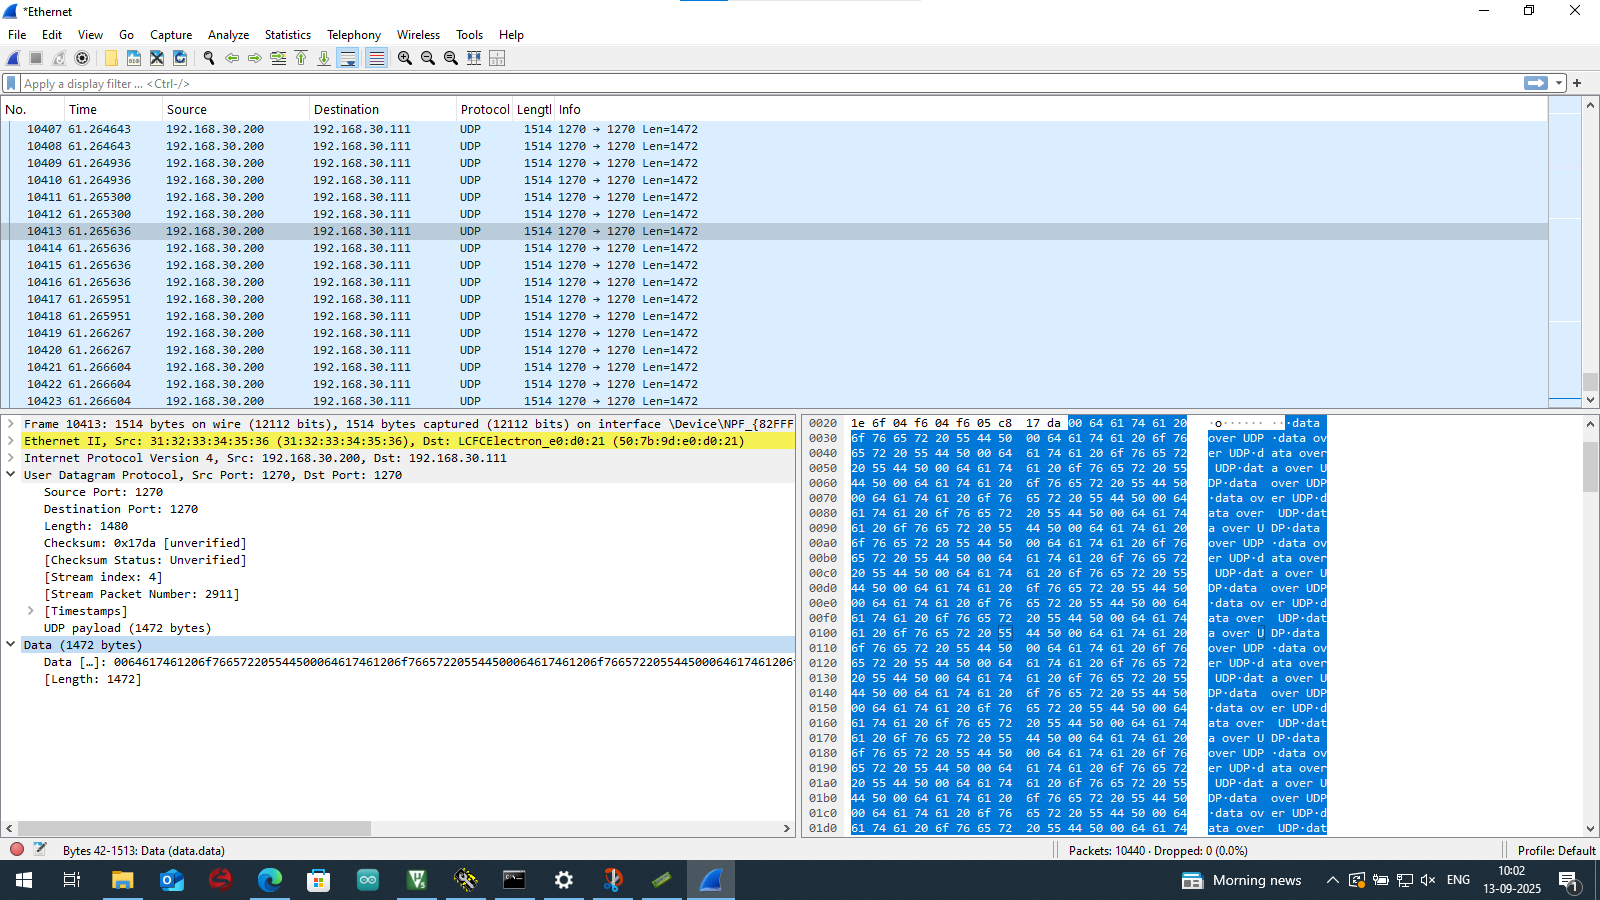 *Ethernet
File Edit View Go Capture Analyze Statistics Telephony Wireless Tools Help
Apply a display filter ... <Ctrl-/>
No. Time Source Destination Protocol Lengtl Info
10407 61.264643 192.168.30.200 192.168.30.111 UDP 1514 1270 → 1270 Len=1472
10408 61.264643 192.168.30.200 192.168.30.111 UDP 1514 1270 → 1270 Len=1472
10409 61.264936 192.168.30.200 192.168.30.111 UDP 1514 1270 → 1270 Len=1472
10410 61.264936 192.168.30.200 192.168.30.111 UDP 1514 1270 → 1270 Len=1472
10411 61.265300 192.168.30.200 192.168.30.111 UDP 1514 1270 → 1270 Len=1472
10412 61.265300 192.168.30.200 192.168.30.111 UDP 1514 1270 → 1270 Len=1472
10413 61.265636 192.168.30.200 192.168.30.111 UDP 1514 1270 → 1270 Len=1472
10414 61.265636 192.168.30.200 192.168.30.111 UDP 1514 1270 → 1270 Len=1472
10415 61.265636 192.168.30.200 192.168.30.111 UDP 1514 1270 → 1270 Len=1472
10416 61.265636 192.168.30.200 192.168.30.111 UDP 1514 1270 → 1270 Len=1472
10417 61.265951 192.168.30.200 192.168.30.111 UDP 1514 1270 → 1270 Len=1472
10418 61.265951 192.168.30.200 192.168.30.111 UDP 1514 1270 → 1270 Len=1472
10419 61.266267 192.168.30.200 192.168.30.111 UDP 1514 1270 → 1270 Len=1472
10420 61.266267 192.168.30.200 192.168.30.111 UDP 1514 1270 → 1270 Len=1472
10421 61.266604 192.168.30.200 192.168.30.111 UDP 1514 1270 → 1270 Len=1472
10422 61.266604 192.168.30.200 192.168.30.111 UDP 1514 1270 → 1270 Len=1472
10423 61.266604 192.168.30.200 192.168.30.111 UDP 1514 1270 → 1270 Len=1472
Frame 10413: 1514 bytes on wire (12112 bits), 1514 bytes captured (12112 bits) on interface \Device\NPF_{82FFF
Ethernet II, Src: 31:32:33:34:35:36 (31:32:33:34:35:36), Dst: LCFCElectron_e0:d0:21 (50:7b:9d:e0:d0:21)
Internet Protocol Version 4, Src: 192.168.30.200, Dst: 192.168.30.111
User Datagram Protocol, Src Port: 1270, Dst Port: 1270
Source Port: 1270
Destination Port: 1270
Length: 1480
Checksum: 0x17da [unverified]
[Checksum Status: Unverified]
[Stream index: 4]
[Stream Packet Number: 2911]
[Timestamps]
UDP payload (1472 bytes)
Data (1472 bytes)
Data […]: 0064617461206f766572205544500064617461206f766572205544500064617461206f766572205544500064617461206f
[Length: 1472]
0020 1e 6f 04 f6 04 f6 05 c8 17 da 00 64 61 74 61 20 ·o······ ···data
0030 6f 76 65 72 20 55 44 50 00 64 61 74 61 20 6f 76 over UDP ·data ov
0040 65 72 20 55 44 50 00 64 61 74 61 20 6f 76 65 72 er UDP·d ata over
0050 20 55 44 50 00 64 61 74 61 20 6f 76 65 72 20 55 UDP·dat a over U
0060 44 50 00 64 61 74 61 20 6f 76 65 72 20 55 44 50 DP·data over UDP
0070 00 64 61 74 61 20 6f 76 65 72 20 55 44 50 00 64 ·data ov er UDP·d
0080 61 74 61 20 6f 76 65 72 20 55 44 50 00 64 61 74 ata over UDP·dat
0090 61 20 6f 76 65 72 20 55 44 50 00 64 61 74 61 20 a over U DP·data
00a0 6f 76 65 72 20 55 44 50 00 64 61 74 61 20 6f 76 over UDP ·data ov
00b0 65 72 20 55 44 50 00 64 61 74 61 20 6f 76 65 72 er UDP·d ata over
00c0 20 55 44 50 00 64 61 74 61 20 6f 76 65 72 20 55 UDP·dat a over U
00d0 44 50 00 64 61 74 61 20 6f 76 65 72 20 55 44 50 DP·data over UDP
00e0 00 64 61 74 61 20 6f 76 65 72 20 55 44 50 00 64 ·data ov er UDP·d
00f0 61 74 61 20 6f 76 65 72 20 55 44 50 00 64 61 74 ata over UDP·dat
0100 61 20 6f 76 65 72 20 55 44 50 00 64 61 74 61 20 a over U DP·data
0110 6f 76 65 72 20 55 44 50 00 64 61 74 61 20 6f 76 over UDP ·data ov
0120 65 72 20 55 44 50 00 64 61 74 61 20 6f 76 65 72 er UDP·d ata over
0130 20 55 44 50 00 64 61 74 61 20 6f 76 65 72 20 55 UDP·dat a over U
0140 44 50 00 64 61 74 61 20 6f 76 65 72 20 55 44 50 DP·data over UDP
0150 00 64 61 74 61 20 6f 76 65 72 20 55 44 50 00 64 ·data ov er UDP·d
0160 61 74 61 20 6f 76 65 72 20 55 44 50 00 64 61 74 ata over UDP·dat
0170 61 20 6f 76 65 72 20 55 44 50 00 64 61 74 61 20 a over U DP·data
0180 6f 76 65 72 20 55 44 50 00 64 61 74 61 20 6f 76 over UDP ·data ov
0190 65 72 20 55 44 50 00 64 61 74 61 20 6f 76 65 72 er UDP·d ata over
01a0 20 55 44 50 00 64 61 74 61 20 6f 76 65 72 20 55 UDP·dat a over U
01b0 44 50 00 64 61 74 61 20 6f 76 65 72 20 55 44 50 DP·data over UDP
01c0 00 64 61 74 61 20 6f 76 65 72 20 55 44 50 00 64 ·data ov er UDP·d
01d0 61 74 61 20 6f 76 65 72 20 55 44 50 00 64 61 74 ata over UDP·dat
Bytes 42-1513: Data (data.data)
Packets: 10440 · Dropped: 0 (0.0%)
Profile: Default
Morning news
ENG
10:02
13-09-2025
1